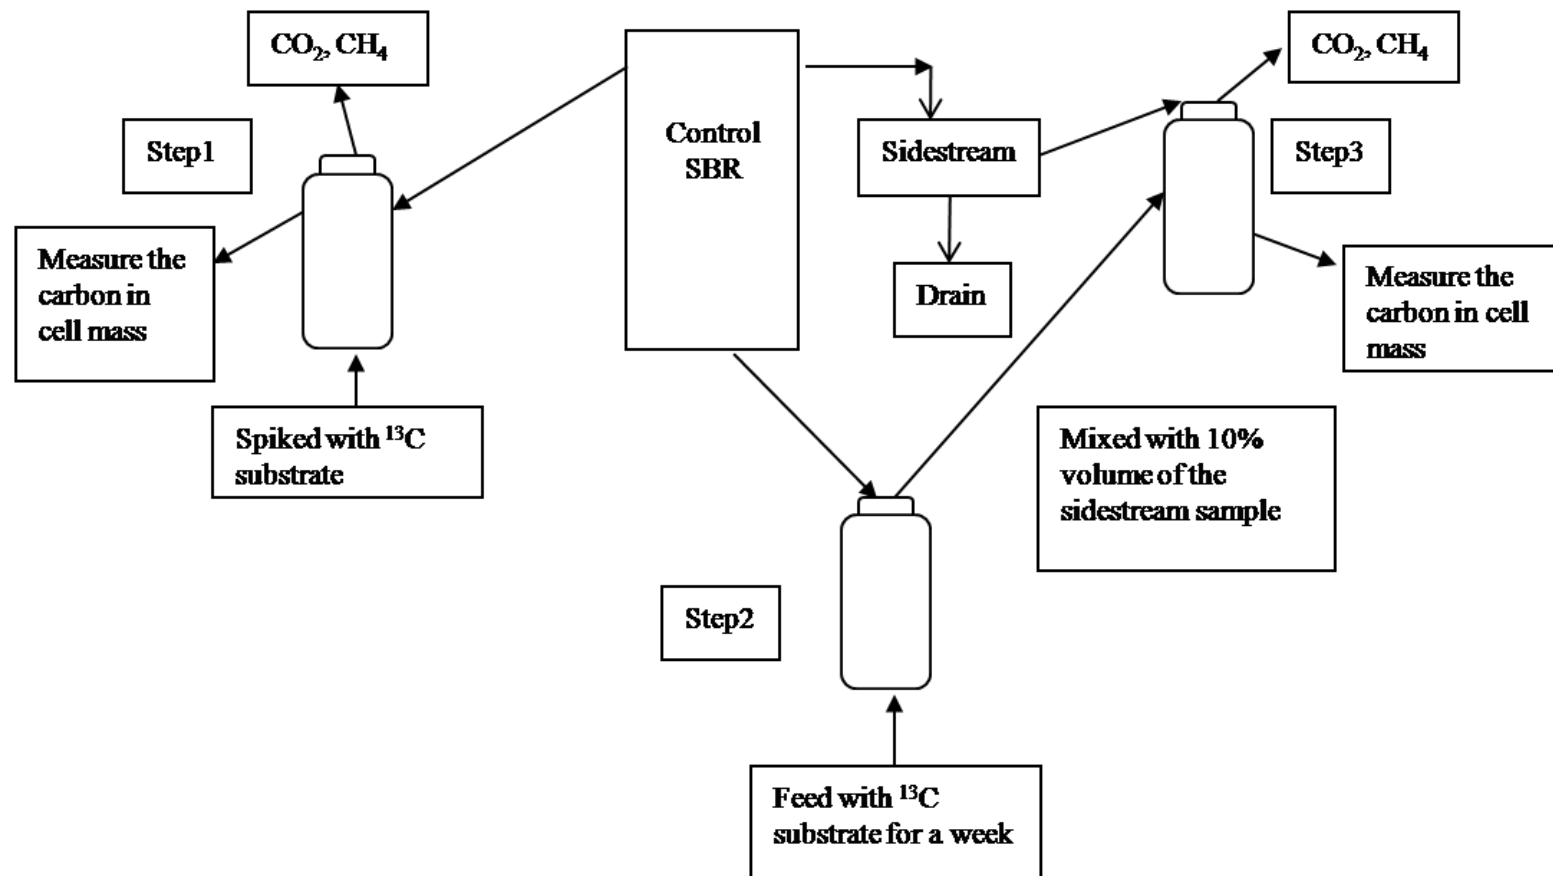 CO₂, CH₄
Control
SBR
CO₂, CH₄
Step1
Sidestream
Step3
Measure the
carbon in
cell mass
Drain
Measure the
carbon in cell
mass
Spiked with ¹³C
substrate
Mixed with 10%
volume of the
sidestream sample
Step2
Feed with ¹³C
substrate for a week